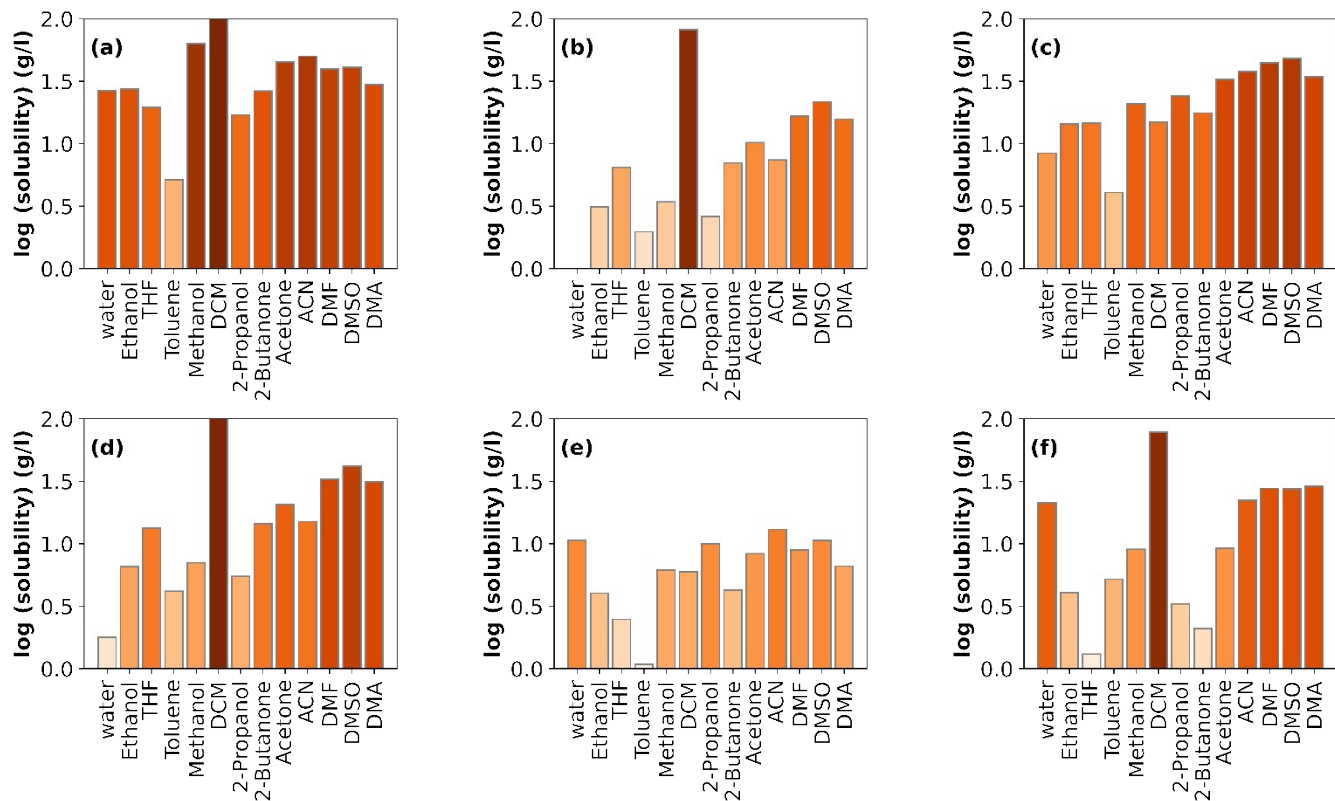 (a)
log (solubility) (g/l)
2.0
1.5
1.0
0.5
0.0
water
Ethanol
THF
Toluene
Methanol
DCM
2-Propanol
2-Butanone
Acetone
ACN
DMF
DMSO
DMA
(b)
log (solubility) (g/l)
2.0
1.5
1.0
0.5
0.0
water
Ethanol
THF
Toluene
Methanol
DCM
2-Propanol
2-Butanone
Acetone
ACN
DMF
DMSO
DMA
(c)
log (solubility) (g/l)
2.0
1.5
1.0
0.5
0.0
water
Ethanol
THF
Toluene
Methanol
DCM
2-Propanol
2-Butanone
Acetone
ACN
DMF
DMSO
DMA
(d)
log (solubility) (g/l)
2.0
1.5
1.0
0.5
0.0
water
Ethanol
THF
Toluene
Methanol
DCM
2-Propanol
2-Butanone
Acetone
ACN
DMF
DMSO
DMA
(e)
log (solubility) (g/l)
2.0
1.5
1.0
0.5
0.0
water
Ethanol
THF
Toluene
Methanol
DCM
2-Propanol
2-Butanone
Acetone
ACN
DMF
DMSO
DMA
(f)
log (solubility) (g/l)
2.0
1.5
1.0
0.5
0.0
water
Ethanol
THF
Toluene
Methanol
DCM
2-Propanol
2-Butanone
Acetone
ACN
DMF
DMSO
DMA